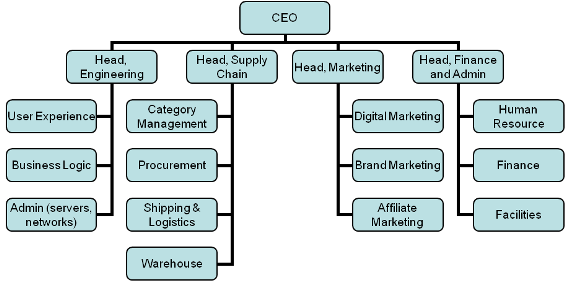 CEO
Head,
Engineering
Head, Supply
Chain
Head, Marketing
Head, Finance
and Admin
User Experience
Category
Management
Digital Marketing
Human
Resource
Business Logic
Procurement
Brand Marketing
Finance
Admin (servers,
networks)
Shipping &
Logistics
Affiliate
Marketing
Facilities
Warehouse